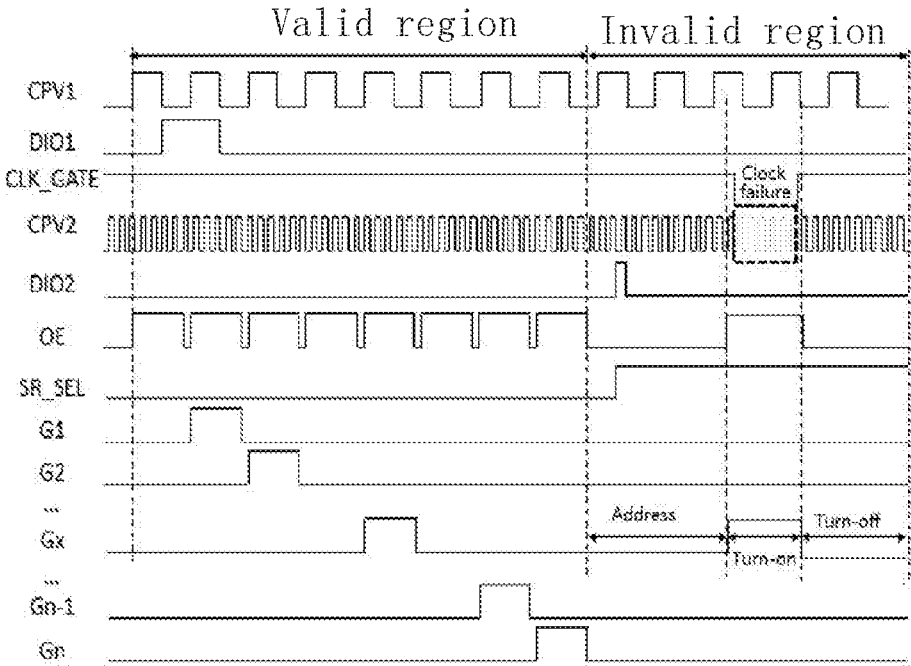 Valid region
Invalid region
CPV1
DIO1
CLK_GATE
Clock
failure
CPV2
DIO2
OE
SR_SEL
G1
G2
...
Gx
Address
Turn-on
Turn-off
...
Gn-1
Gn